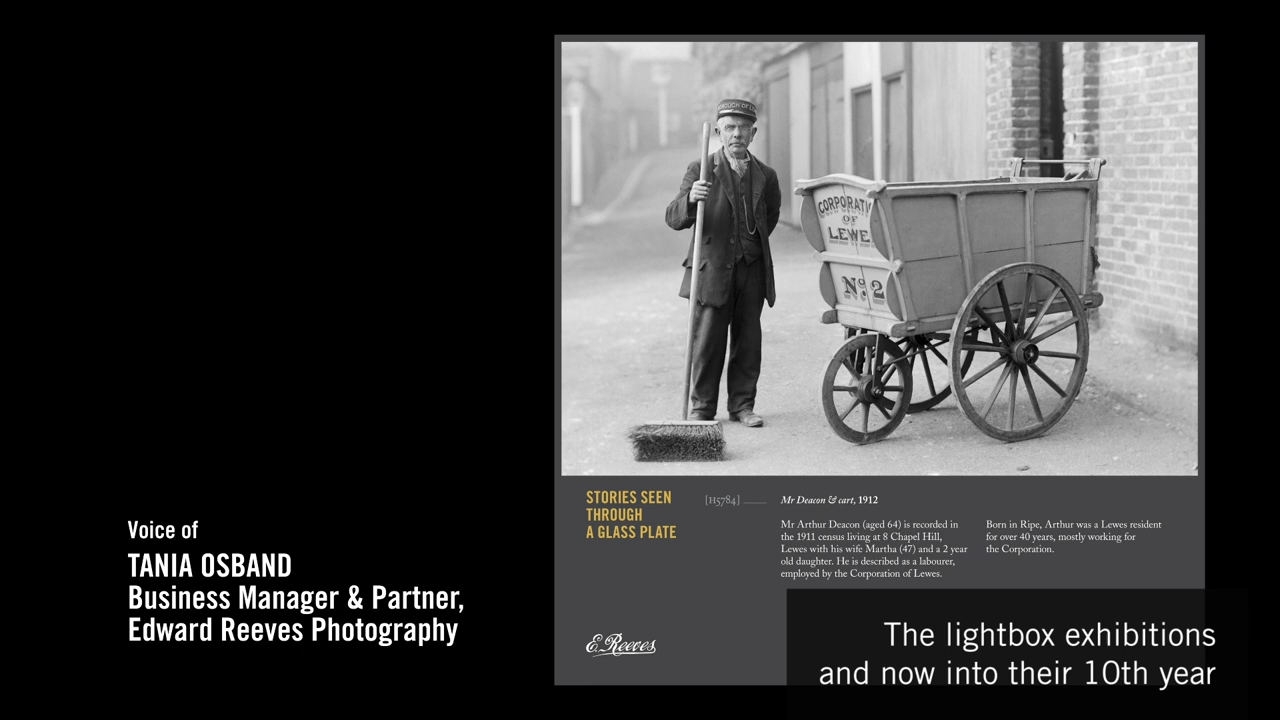 BOROUGH OF
CORPORATI
OF
LEWE
No. 2
STORIES SEEN
THROUGH
A GLASS PLATE
[H5784]
Mr Deacon & cart, 1912
Mr Arthur Deacon (aged 64) is recorded in
the 1911 census living at 8 Chapel Hill,
Lewes with his wife Martha (47) and a 2 year
old daughter. He is described as a labourer,
employed by the Corporation of Lewes.
Born in Ripe, Arthur was a Lewes resident
for over 40 years, mostly working for
the Corporation.
E. Reeves
Voice of
TANIA OSBAND
Business Manager & Partner,
Edward Reeves Photography
The lightbox exhibitions
and now into their 10th year